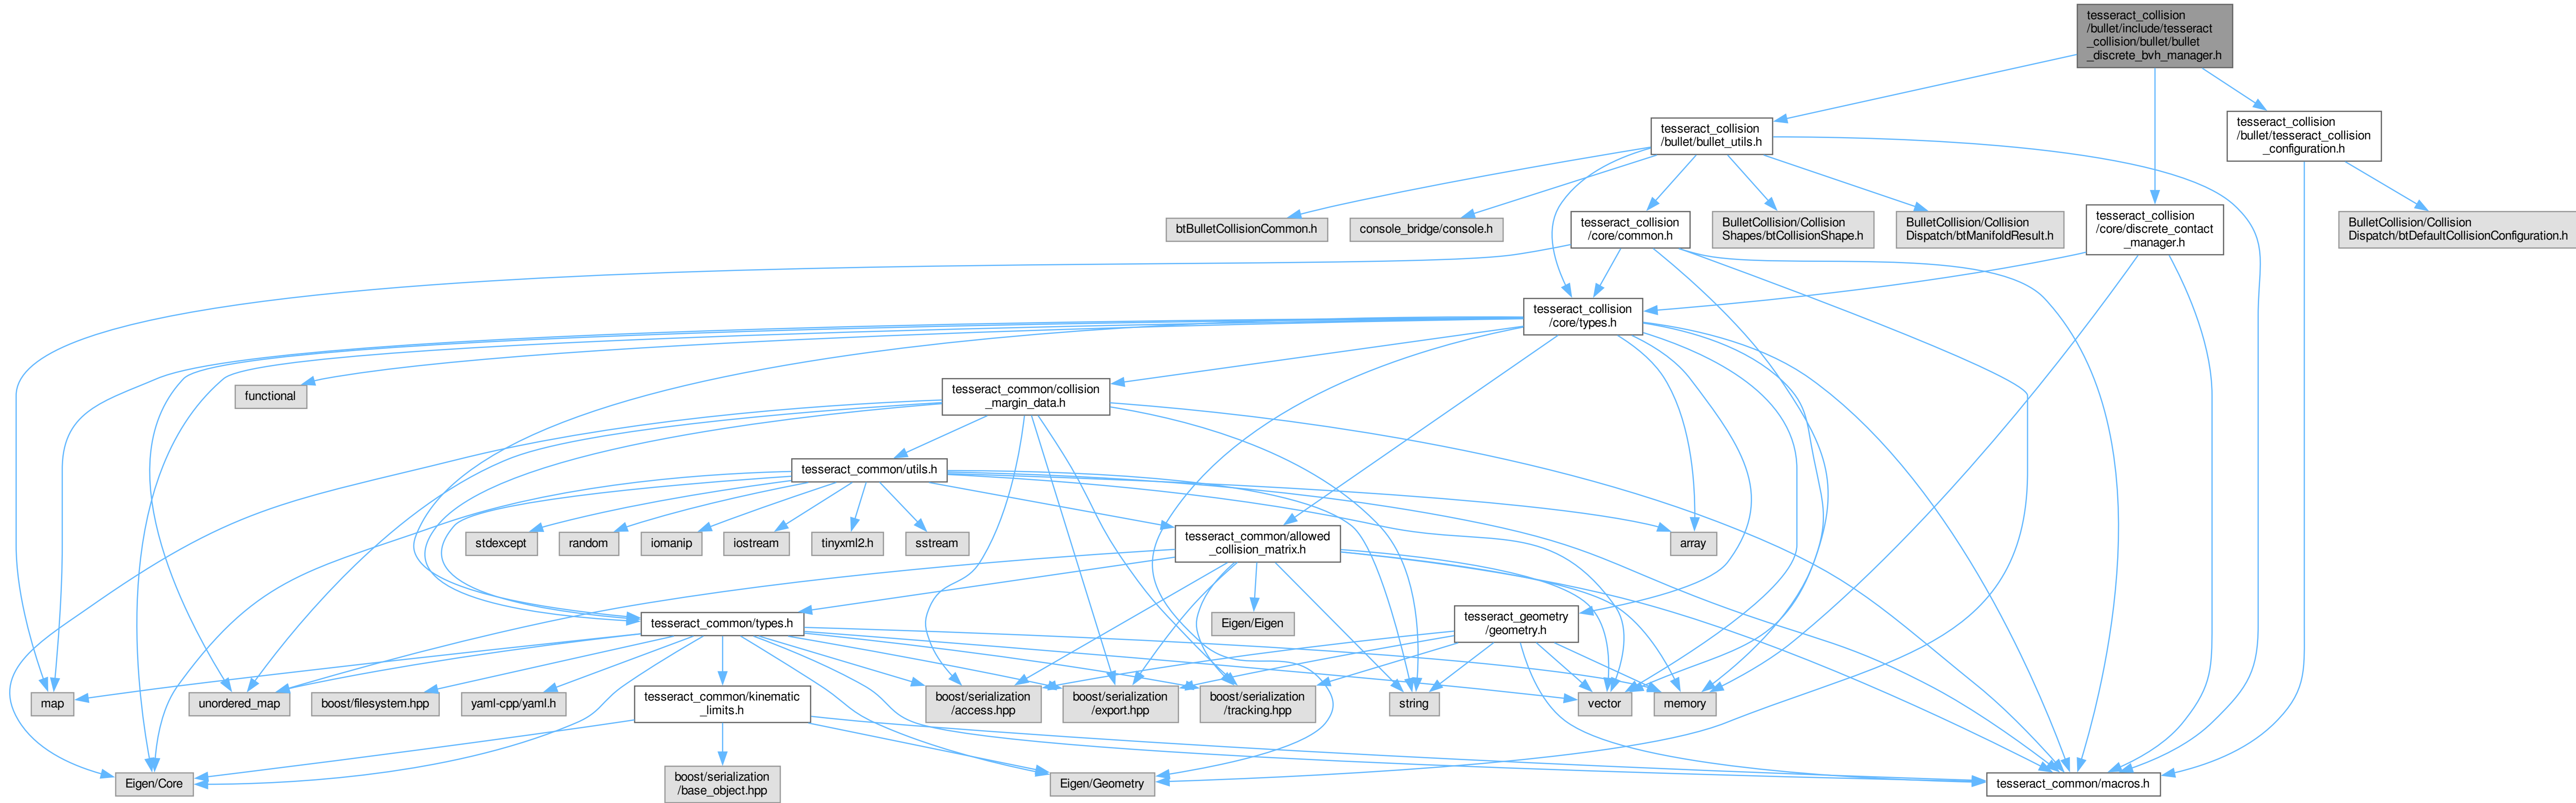 tesseract_collision
/bullet/include/tesseract
_collision/bullet/bullet
_discrete_bvh_manager.h
tesseract_collision
/bullet/bullet_utils.h
tesseract_collision
/bullet/tesseract_collision
_configuration.h
btBulletCollisionCommon.h
console_bridge/console.h
tesseract_collision
/core/common.h
BulletCollision/Collision
Shapes/btCollisionShape.h
BulletCollision/Collision
Dispatch/btManifoldResult.h
tesseract_collision
/core/discrete_contact
_manager.h
BulletCollision/Collision
Dispatch/btDefaultCollisionConfiguration.h
tesseract_collision
/core/types.h
functional
tesseract_common/collision
_margin_data.h
tesseract_common/utils.h
stdexcept
random
iomanip
iostream
tinyxml2.h
sstream
tesseract_common/allowed
_collision_matrix.h
array
tesseract_common/types.h
Eigen/Eigen
tesseract_geometry
/geometry.h
map
unordered_map
boost/filesystem.hpp
yaml-cpp/yaml.h
tesseract_common/kinematic
_limits.h
boost/serialization
/access.hpp
boost/serialization
/export.hpp
boost/serialization
/tracking.hpp
string
vector
memory
Eigen/Core
boost/serialization
/base_object.hpp
Eigen/Geometry
tesseract_common/macros.h